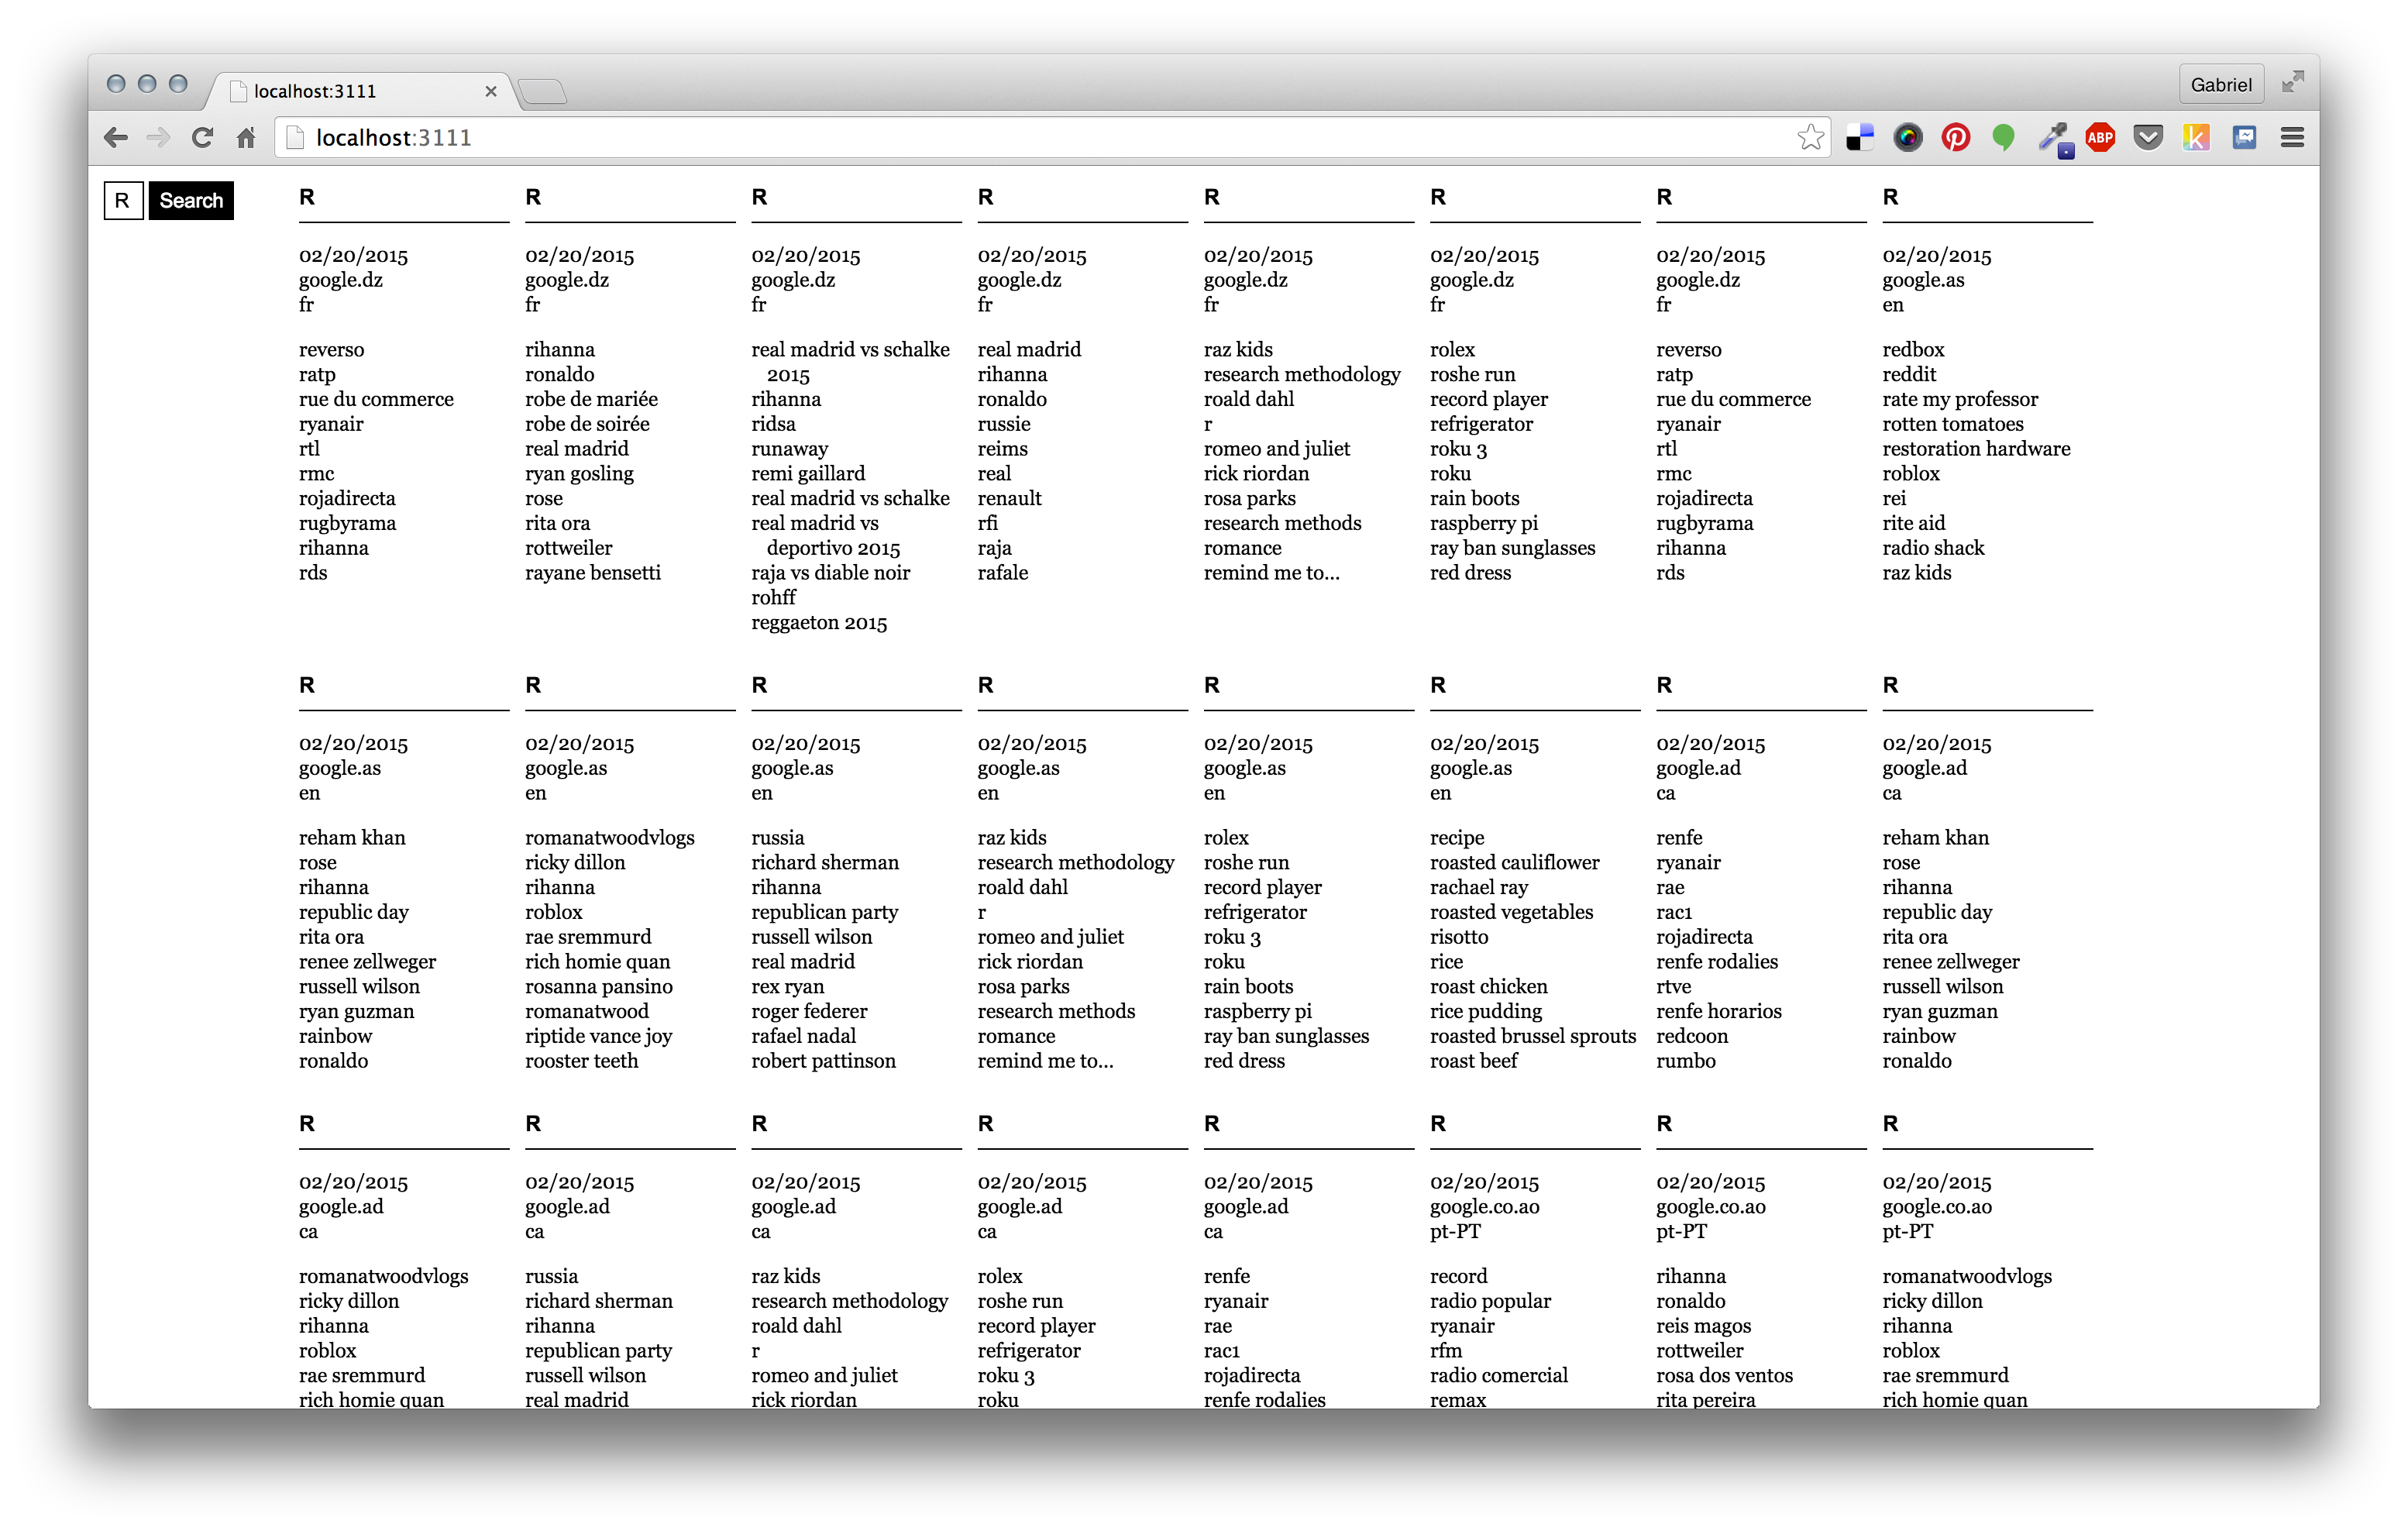 localhost:3111
Gabriel
localhost:3111
ABP
R Search
R
02/20/2015
google.dz
fr
reverso
ratp
rue du commerce
ryanair
rtl
rmc
rojadirecta
rugbyrama
rihanna
rds
R
02/20/2015
google.dz
fr
rihanna
ronaldo
robe de mariée
robe de soirée
real madrid
ryan gosling
rose
rita ora
rottweiler
rayane bensetti
R
02/20/2015
google.dz
fr
real madrid vs schalke
2015
rihanna
ridsa
runaway
remi gaillard
real madrid vs schalke
real madrid vs
deportivo 2015
raja vs diable noir
rohff
reggaeton 2015
R
02/20/2015
google.dz
fr
real madrid
rihanna
ronaldo
russie
reims
real
renault
rfi
raja
rafale
R
02/20/2015
google.dz
fr
raz kids
research methodology
roald dahl
r
romeo and juliet
rick riordan
rosa parks
research methods
romance
remind me to...
R
02/20/2015
google.dz
fr
rolex
roshe run
record player
refrigerator
roku 3
roku
rain boots
raspberry pi
ray ban sunglasses
red dress
R
02/20/2015
google.dz
fr
reverso
ratp
rue du commerce
ryanair
rtl
rmc
rojadirecta
rugbyrama
rihanna
rds
R
02/20/2015
google.as
en
redbox
reddit
rate my professor
rotten tomatoes
restoration hardware
roblox
rei
rite aid
radio shack
raz kids
R
02/20/2015
google.as
en
reham khan
rose
rihanna
republic day
rita ora
renee zellweger
russell wilson
ryan guzman
rainbow
ronaldo
R
02/20/2015
google.as
en
romanatwoodvlogs
ricky dillon
rihanna
roblox
rae sremmurd
rich homie quan
rosanna pansino
romanatwood
riptide vance joy
rooster teeth
R
02/20/2015
google.as
en
russia
richard sherman
rihanna
republican party
russell wilson
real madrid
rex ryan
roger federer
rafael nadal
robert pattinson
R
02/20/2015
google.as
en
raz kids
research methodology
roald dahl
r
romeo and juliet
rick riordan
rosa parks
research methods
romance
remind me to...
R
02/20/2015
google.as
en
rolex
roshe run
record player
refrigerator
roku 3
roku
rain boots
raspberry pi
ray ban sunglasses
red dress
R
02/20/2015
google.as
en
recipe
roasted cauliflower
rachael ray
roasted vegetables
risotto
rice
roast chicken
rice pudding
roasted brussel sprouts
roast beef
R
02/20/2015
google.ad
ca
renfe
ryanair
rae
rac1
rojadirecta
renfe rodalies
rtve
renfe horarios
redcoon
rumbo
R
02/20/2015
google.ad
ca
reham khan
rose
rihanna
republic day
rita ora
renee zellweger
russell wilson
ryan guzman
rainbow
ronaldo
R
02/20/2015
google.ad
ca
romanatwoodvlogs
ricky dillon
rihanna
roblox
rae sremmurd
rich homie quan
R
02/20/2015
google.ad
ca
russia
richard sherman
rihanna
republican party
russell wilson
real madrid
R
02/20/2015
google.ad
ca
raz kids
research methodology
roald dahl
r
romeo and juliet
rick riordan
R
02/20/2015
google.ad
ca
rolex
roshe run
record player
refrigerator
roku 3
roku
R
02/20/2015
google.ad
ca
renfe
ryanair
rae
rac1
rojadirecta
renfe rodalies
R
02/20/2015
google.co.ao
pt-PT
record
radio popular
ryanair
rfm
radio comercial
remax
R
02/20/2015
google.co.ao
pt-PT
rihanna
ronaldo
reis magos
rottweiler
rosa dos ventos
rita pereira
R
02/20/2015
google.co.ao
pt-PT
romanatwoodvlogs
ricky dillon
rihanna
roblox
rae sremmurd
rich homie quan